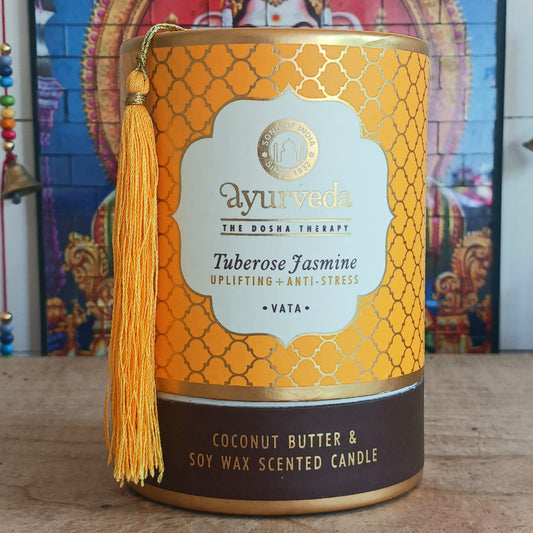 SONG OF INDIA
SINCE 1937
ayurveda
THE DOSHA THERAPY
Tuberose Jasmine
UPLIFTING + ANTI-STRESS
• VATA •
COCONUT BUTTER &
SOY WAX SCENTED CANDLE